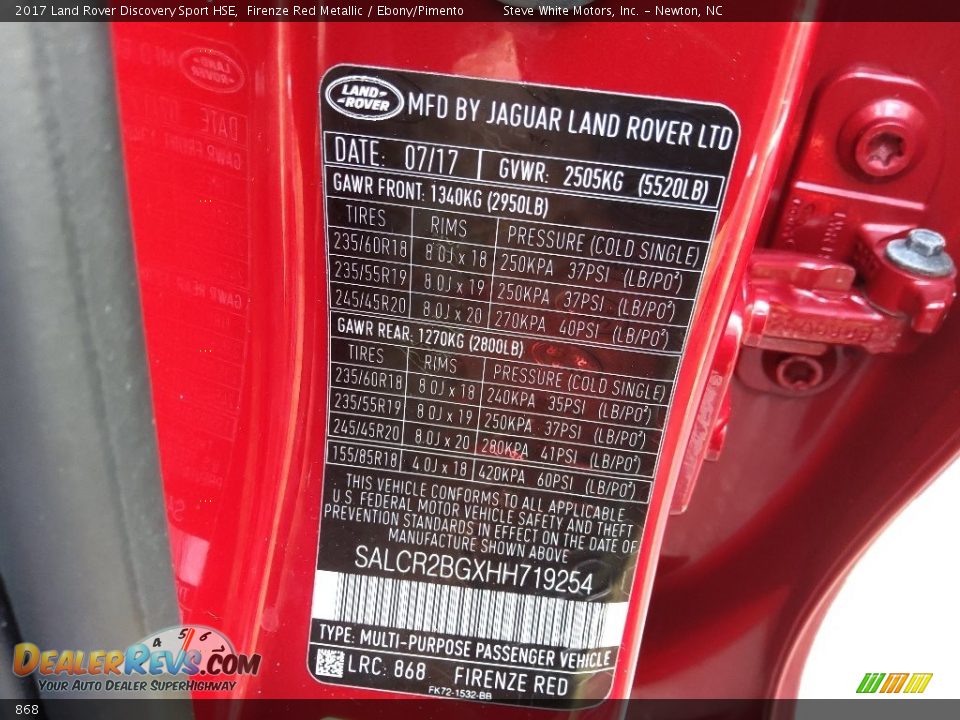 2017 Land Rover Discovery Sport HSE, Firenze Red Metallic / Ebony/Pimento Steve White Motors, Inc. - Newton, NC
LAND-ROVER MFD BY JAGUAR LAND ROVER LTD
DATE: 07/17 GVWR: 2505KG (5520LB)
GAWR FRONT: 1340KG (2950LB)
TIRES RIMS PRESSURE (COLD SINGLE)
235/60R18 8.0J x 18 250KPA 37PSI (LB/PO²)
235/55R19 8.0J x 19 250KPA 37PSI (LB/PO²)
245/45R20 8.0J x 20 270KPA 40PSI (LB/PO²)
GAWR REAR: 1270KG (2800LB)
TIRES RIMS PRESSURE (COLD SINGLE)
235/60R18 8.0J x 18 240KPA 35PSI (LB/PO²)
235/55R19 8.0J x 19 250KPA 37PSI (LB/PO²)
245/45R20 8.0J x 20 280KPA 41PSI (LB/PO²)
155/85R18 4.0J x 18 420KPA 60PSI (LB/PO²)
THIS VEHICLE CONFORMS TO ALL APPLICABLE
U.S. FEDERAL MOTOR VEHICLE SAFETY AND THEFT
PREVENTION STANDARDS IN EFFECT ON THE DATE OF
MANUFACTURE SHOWN ABOVE
SALCR2BGXHH719254
TYPE: MULTI-PURPOSE PASSENGER VEHICLE
LRC: 868 FIRENZE RED
FK72-1532-BB
4 5 6
DealerRevs.com
Your Auto Dealer SuperHighway
868